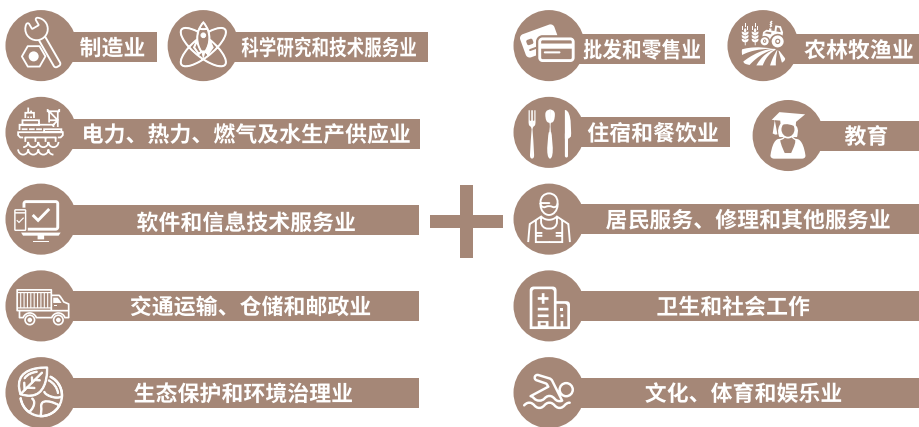 制造业
科学研究和技术服务业
电力、热力、燃气及水生产供应业
软件和信息技术服务业
交通运输、仓储和邮政业
生态保护和环境治理业
批发和零售业
农林牧渔业
住宿和餐饮业
教育
居民服务、修理和其他服务业
卫生和社会工作
文化、体育和娱乐业